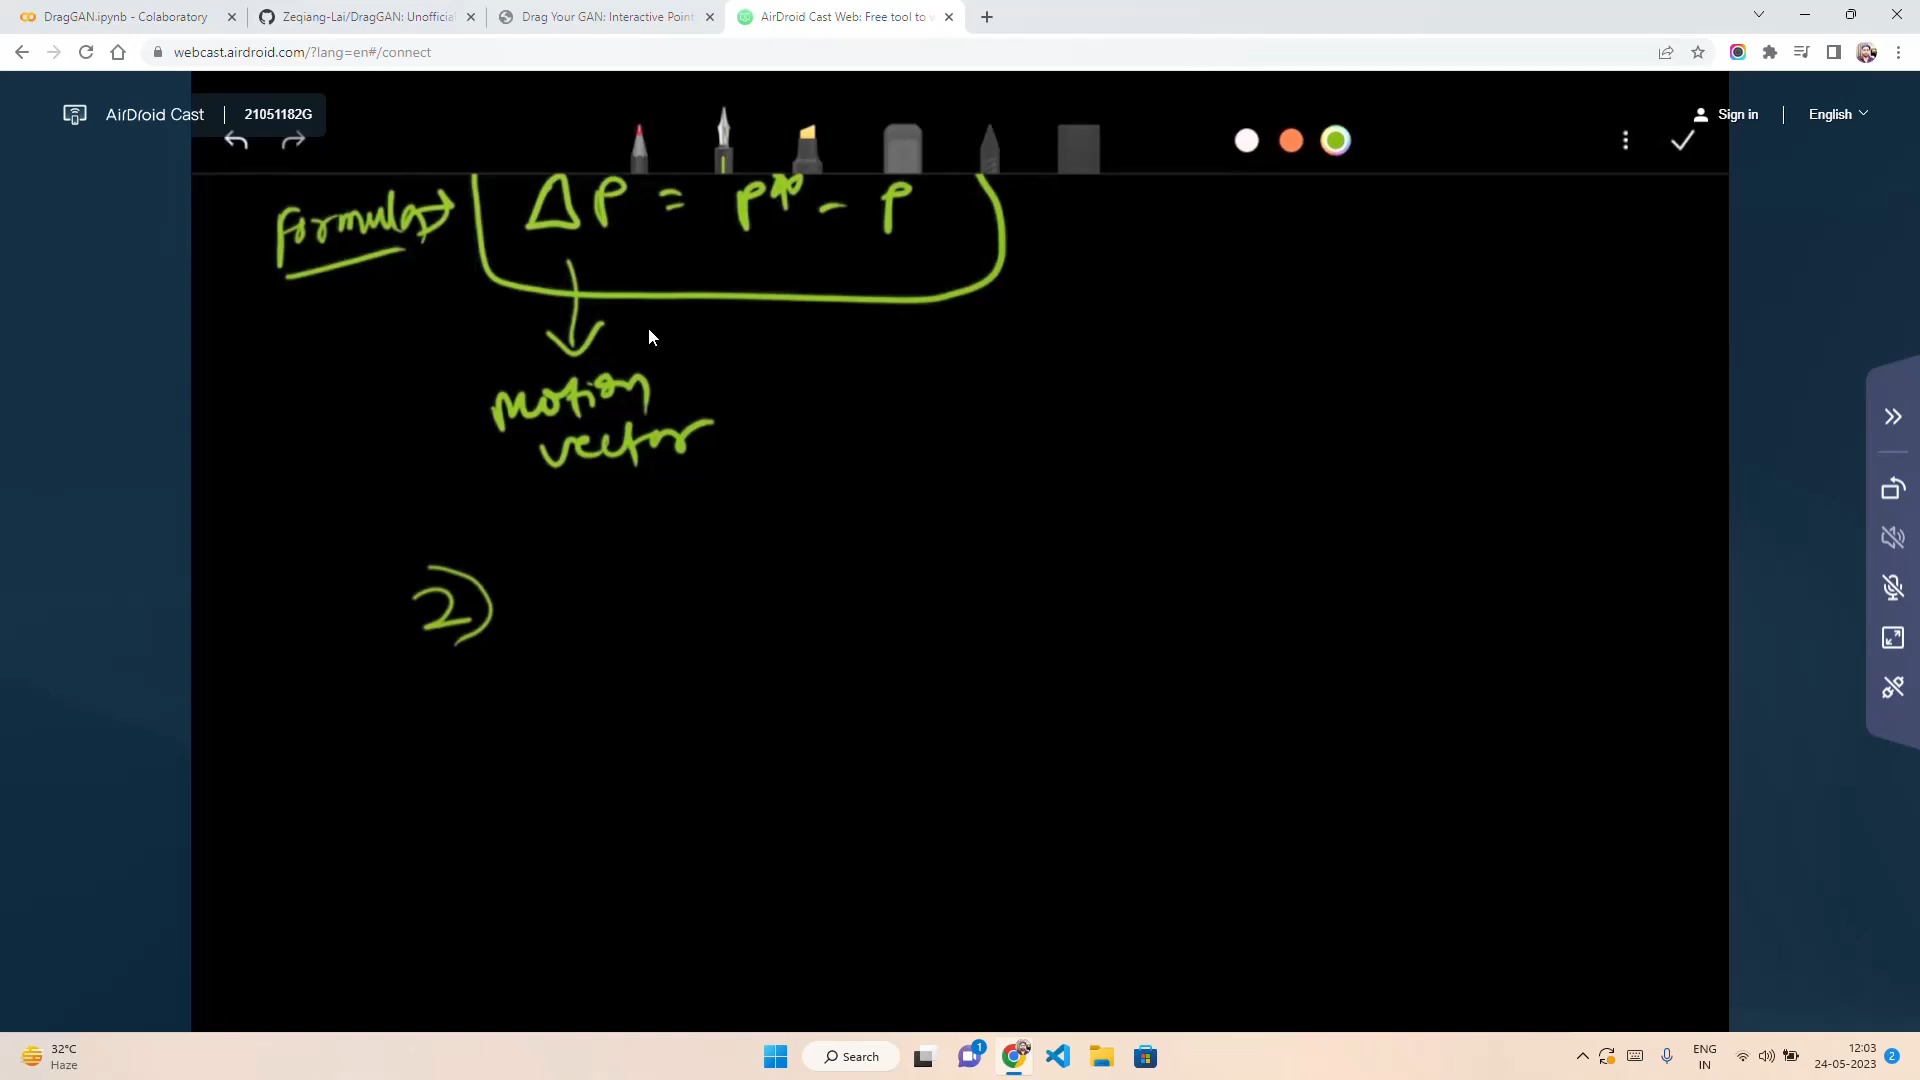 DragGAN.ipynb - Colaboratory
Zeqiang-Lai/DragGAN: Unofficial
Drag Your GAN: Interactive Point
AirDroid Cast Web: Free tool to
webcast.airdroid.com/?lang=en#/connect
AirDroid Cast
21051182G
Sign in
English
Formula → Δ P = P* - P
motion
vector
2)
32°C
Haze
Search
1
ENG
IN
12:03
24-05-2023
2